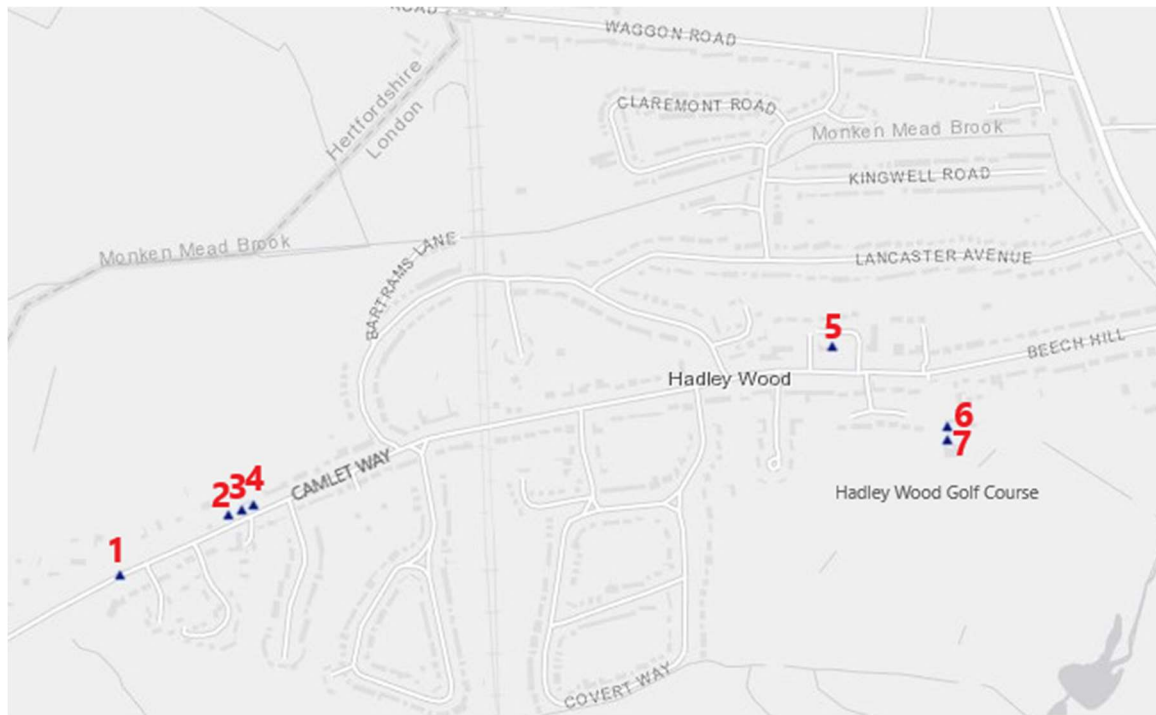 ROAD
WAGGON ROAD
Hertfordshire
London
CLAREMONT ROAD
Monken Mead Brook
KINGWELL ROAD
Monken Mead Brook
BARTRAMS LANE
LANCASTER AVENUE
5
BEECH HILL
Hadley Wood
6
7
CAMLET WAY
2 3 4
Hadley Wood Golf Course
1
COVERT WAY